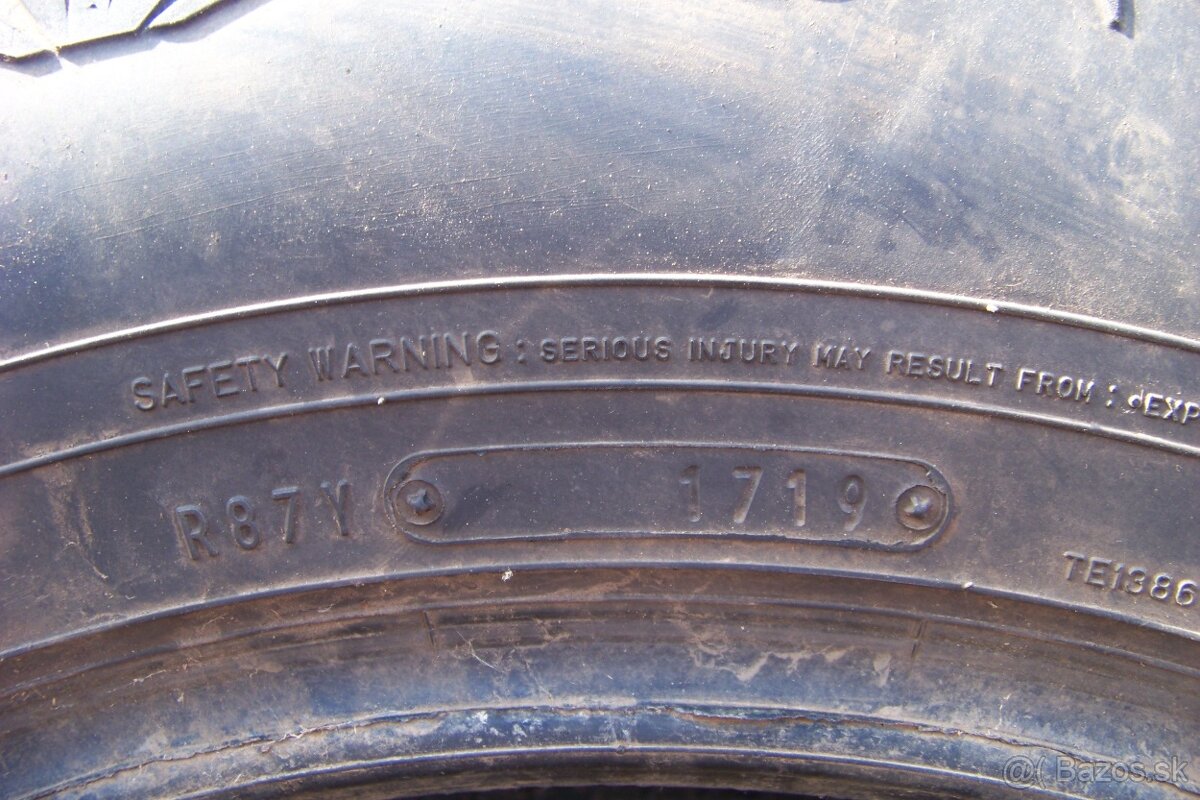 SAFETY WARNING : SERIOUS INJURY MAY RESULT FROM : EXP
R87Y 1719
TE1386
@( Bazos.sk